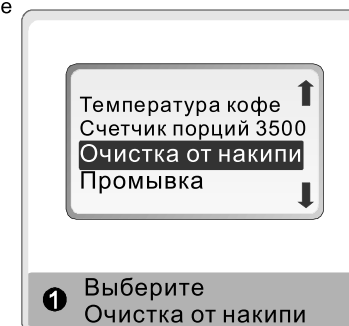 е
Температура кофе
Счетчик порций 3500
Очистка от накипи
Промывка
1 Выберите
Очистка от накипи